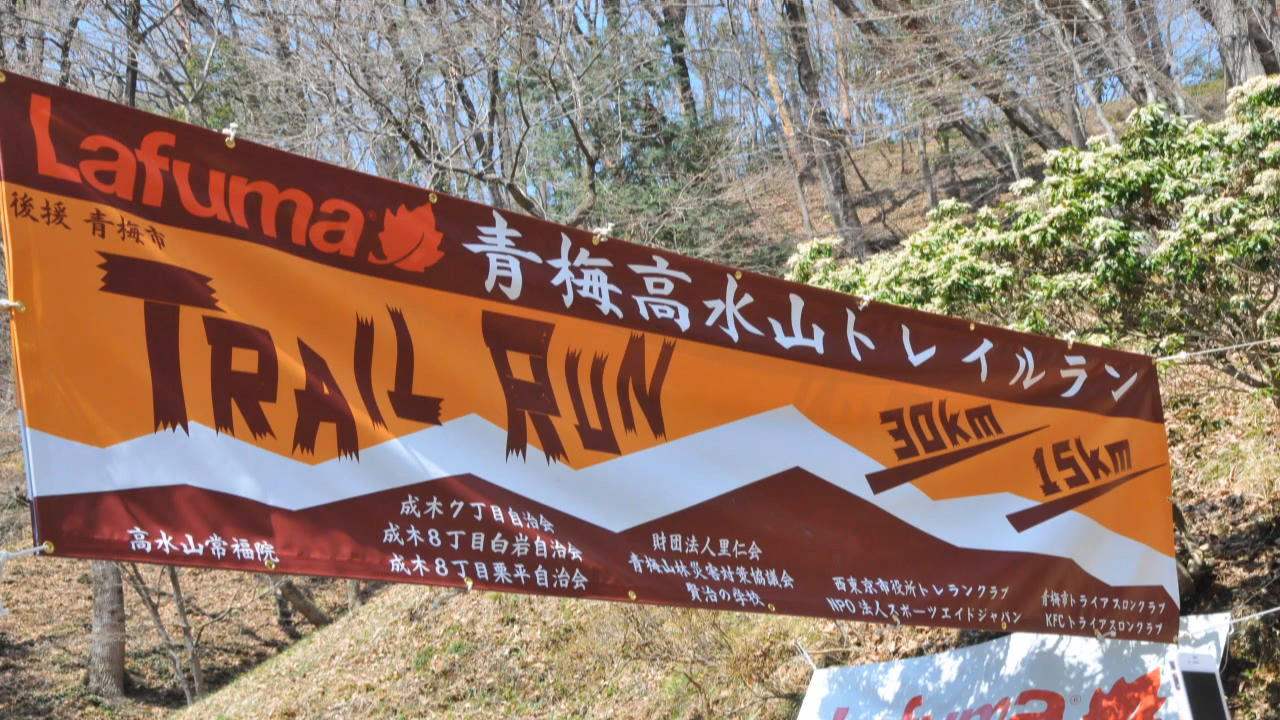 Lafuma
青梅高水山トレイルラン
後援 青梅市
TRAIL RUN
30km
15km
高水山常福院
成木7丁目自治会
成木8丁目白岩自治会
成木8丁目栗平自治会
財団法人里仁会
青梅山林災害対策協議会
賢治の学校
西東京市役所トレランクラブ
NPO法人スポーツエイドジャパン
青梅市トライアスロンクラブ
KFCトライアスロンクラブ
Lafuma